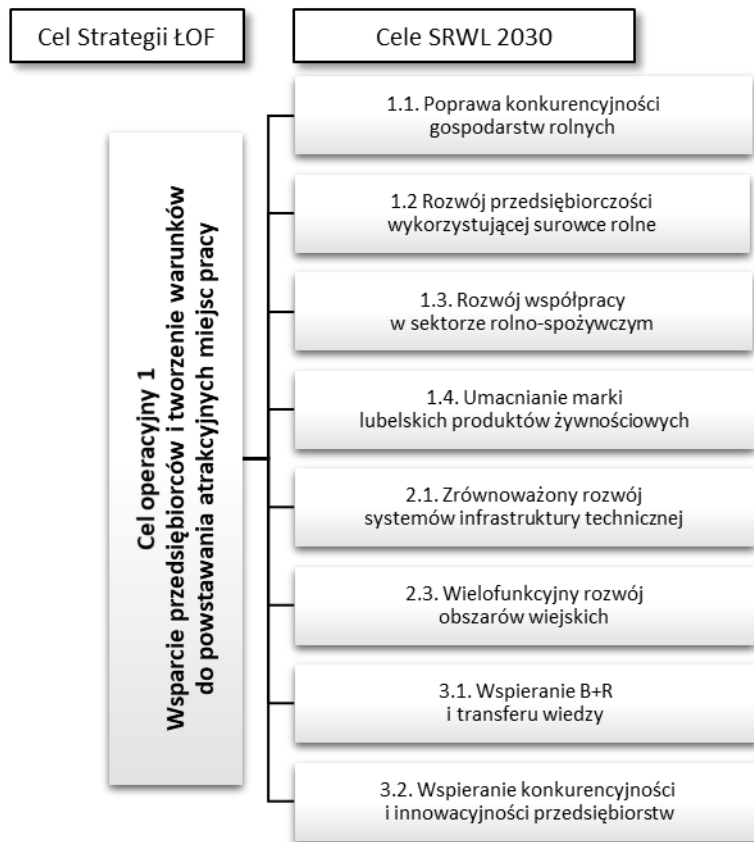 Cel Strategii ŁOF
Cele SRWL 2030
Cel operacyjny 1
Wsparcie przedsiębiorców i tworzenie warunków
do powstawania atrakcyjnych miejsc pracy
1.1. Poprawa konkurencyjności
gospodarstw rolnych
1.2 Rozwój przedsiębiorczości
wykorzystującej surowce rolne
1.3. Rozwój współpracy
w sektorze rolno-spożywczym
1.4. Umacnianie marki
lubelskich produktów żywnościowych
2.1. Zrównoważony rozwój
systemów infrastruktury technicznej
2.3. Wielofunkcyjny rozwój
obszarów wiejskich
3.1. Wspieranie B+R
i transferu wiedzy
3.2. Wspieranie konkurencyjności
i innowacyjności przedsiębiorstw